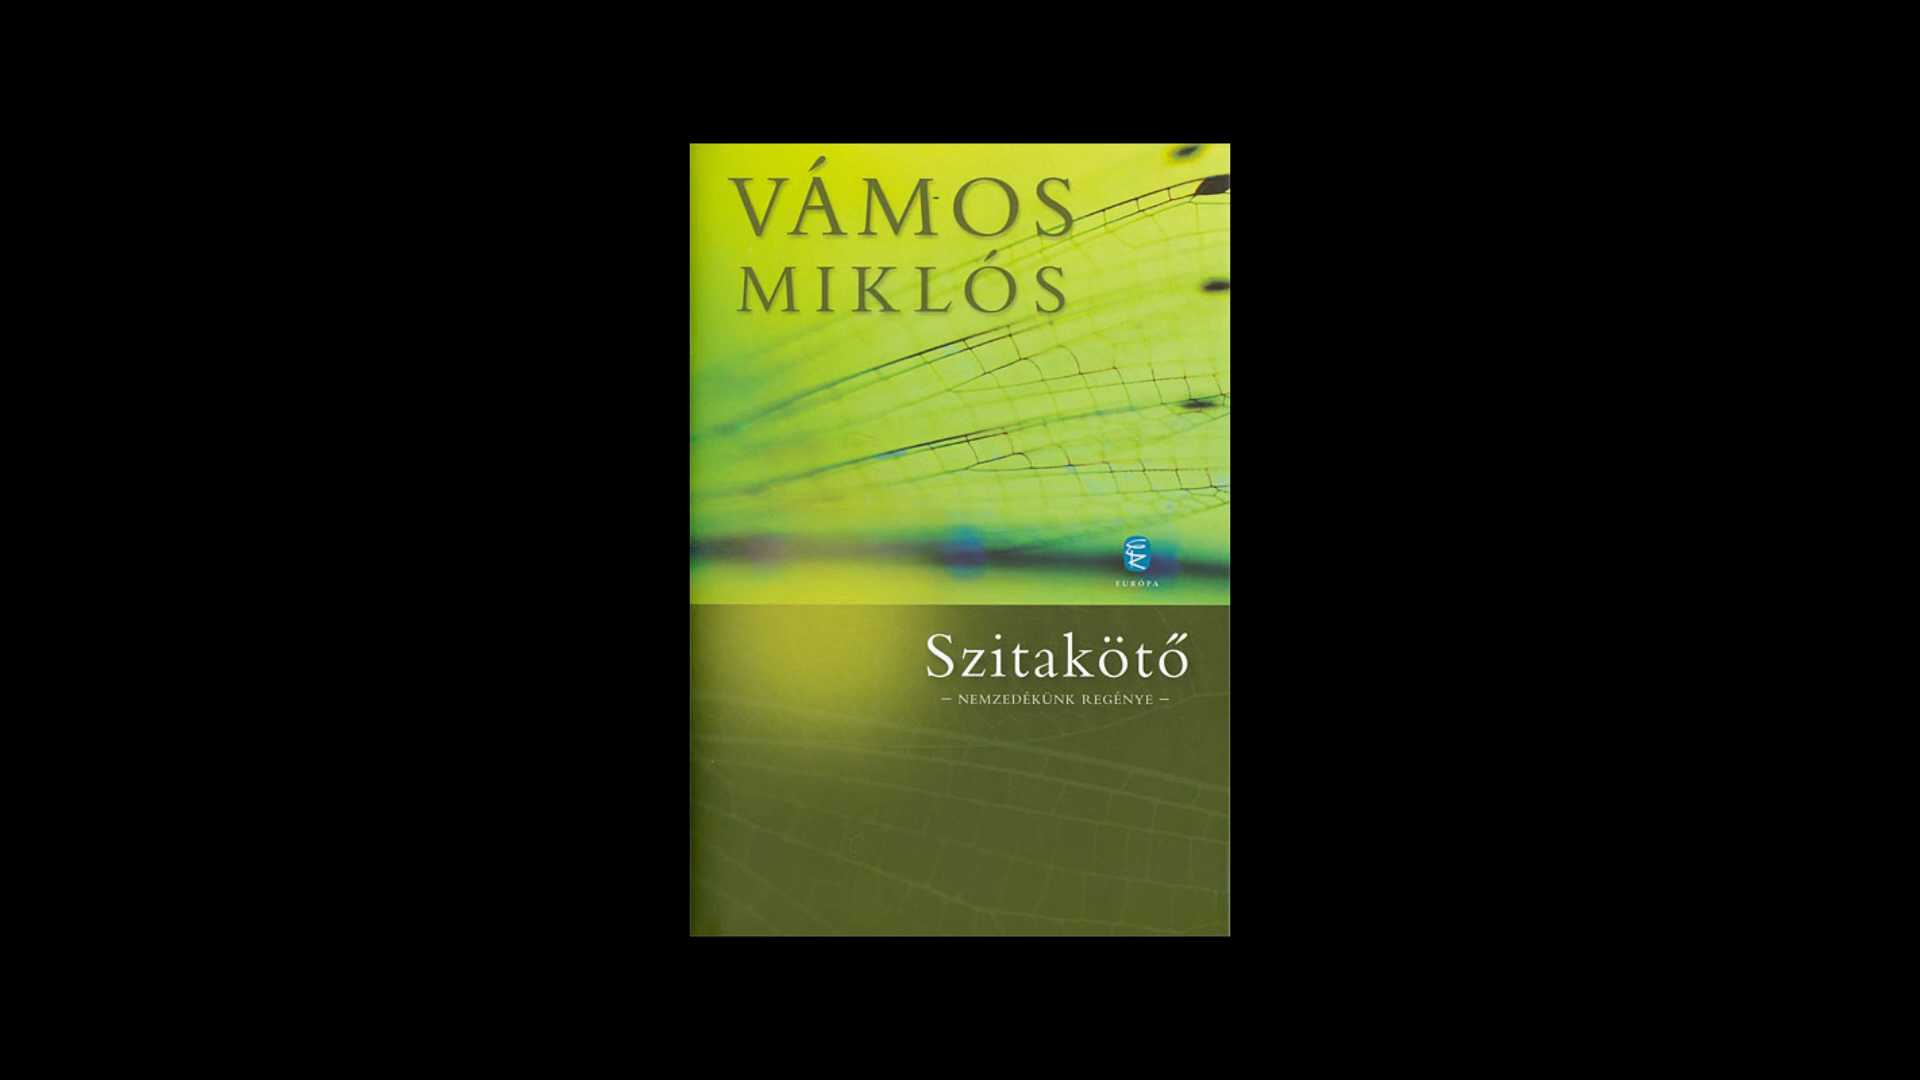 VÁMOS
MIKLÓS
EURÓPA
Szitakötő
– NEMZEDÉKÜNK REGÉNYE –